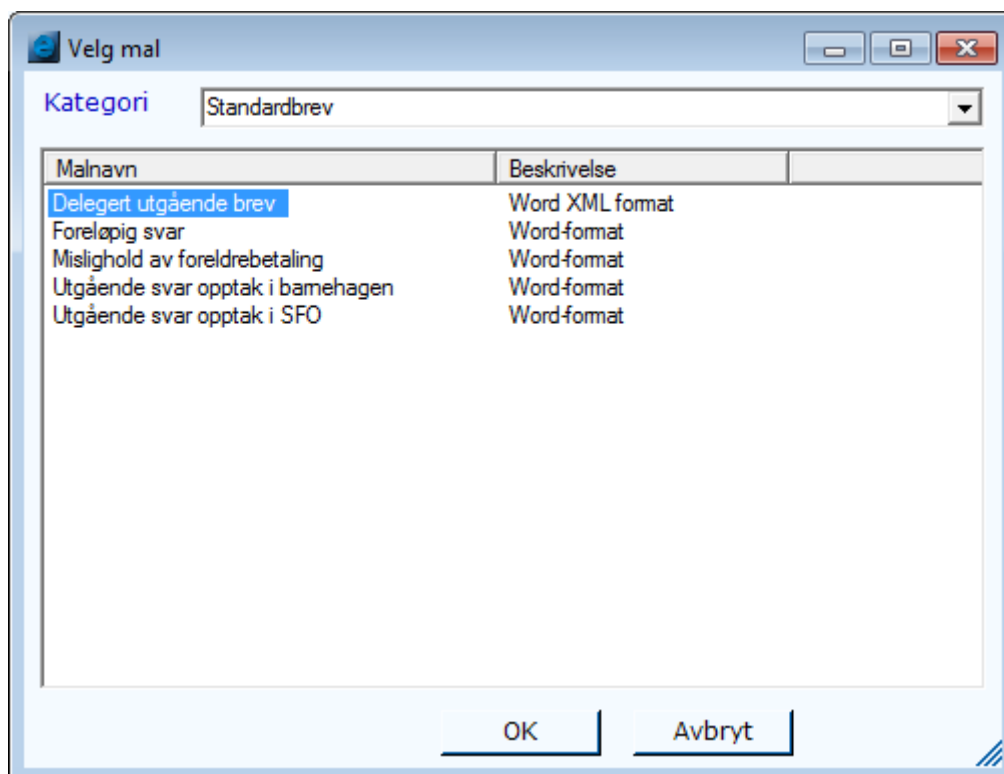 Velg mal
Kategori Standardbrev
Malnavn Beskrivelse
Delegert utgående brev Word XML format
Foreløpig svar Word-format
Mislighold av foreldrebetaling Word-format
Utgående svar opptak i barnehagen Word-format
Utgående svar opptak i SFO Word-format
OK Avbryt